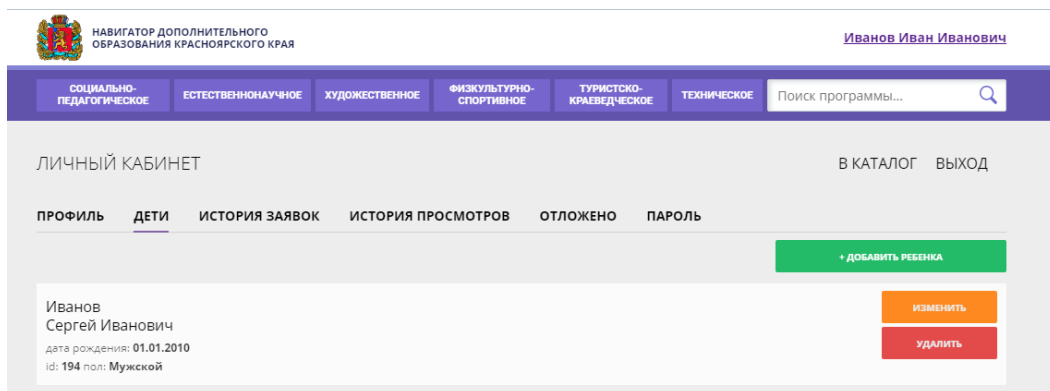 НАВИГАТОР ДОПОЛНИТЕЛЬНОГО
ОБРАЗОВАНИЯ КРАСНОЯРСКОГО КРАЯ
Иванов Иван Иванович
СОЦИАЛЬНО-
ПЕДАГОГИЧЕСКОЕ
ЕСТЕСТВЕННОНАУЧНОЕ
ХУДОЖЕСТВЕННОЕ
ФИЗКУЛЬТУРНО-
СПОРТИВНОЕ
ТУРИСТСКО-
КРАЕВЕДЧЕСКОЕ
ТЕХНИЧЕСКОЕ
Поиск программы...
ЛИЧНЫЙ КАБИНЕТ
В КАТАЛОГ ВЫХОД
ПРОФИЛЬ ДЕТИ ИСТОРИЯ ЗАЯВОК ИСТОРИЯ ПРОСМОТРОВ ОТЛОЖЕНО ПАРОЛЬ
+ ДОБАВИТЬ РЕБЕНКА
Иванов
Сергей Иванович
дата рождения: 01.01.2010
id: 194 пол: Мужской
ИЗМЕНИТЬ
УДАЛИТЬ